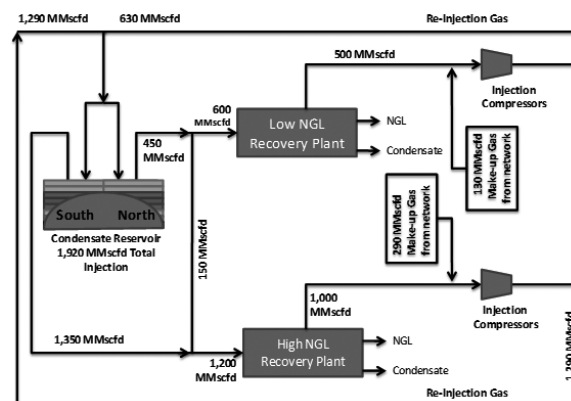 1,290 MMscfd
630 MMscfd
Re-Injection Gas
500 MMscfd
Injection
Compressors
600
MMscfd
Low NGL
Recovery Plant
NGL
Condensate
450
MMscfd
130 MMscfd
Make-up Gas
from network
South
North
Condensate Reservoir
1,920 MMscfd Total
Injection
150 MMscfd
290 MMscfd
Make-up Gas
from network
1,000
MMscfd
Injection
Compressors
1,350 MMscfd
1,200
MMscfd
High NGL
Recovery Plant
NGL
Condensate
1,290 MMscfd
Re-Injection Gas